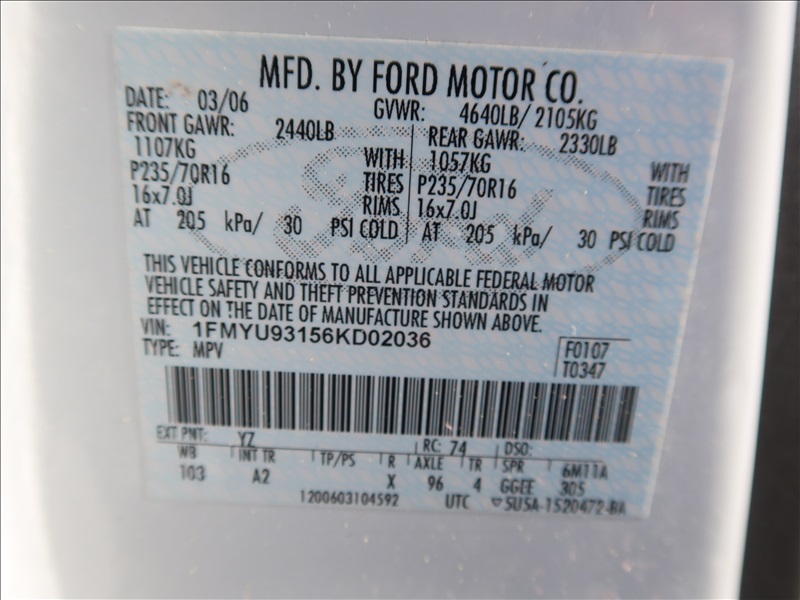 MFD. BY FORD MOTOR CO.
DATE: 03/06 GVWR: 4640LB/ 2105KG
FRONT GAWR: 2440LB REAR GAWR: 2330LB
1107KG WITH 1057KG WITH
P235/70R16 TIRES P235/70R16 TIRES
16x7.0J RIMS 16x7.0J RIMS
AT 205 kPa/ 30 PSI COLD AT 205 kPa/ 30 PSI COLD
THIS VEHICLE CONFORMS TO ALL APPLICABLE FEDERAL MOTOR
VEHICLE SAFETY AND THEFT PREVENTION STANDARDS IN
EFFECT ON THE DATE OF MANUFACTURE SHOWN ABOVE.
VIN: 1FMYU93156KD02036
TYPE: MPV
F0107
T0347
EXT PNT: YZ RC: 74 DSO:
WB INT TR TP/PS R AXLE TR SPR 6M11A
103 A2 X 96 4 GGEE 305
1200603104592 UTC 5U5A-1520472-BA
Ford